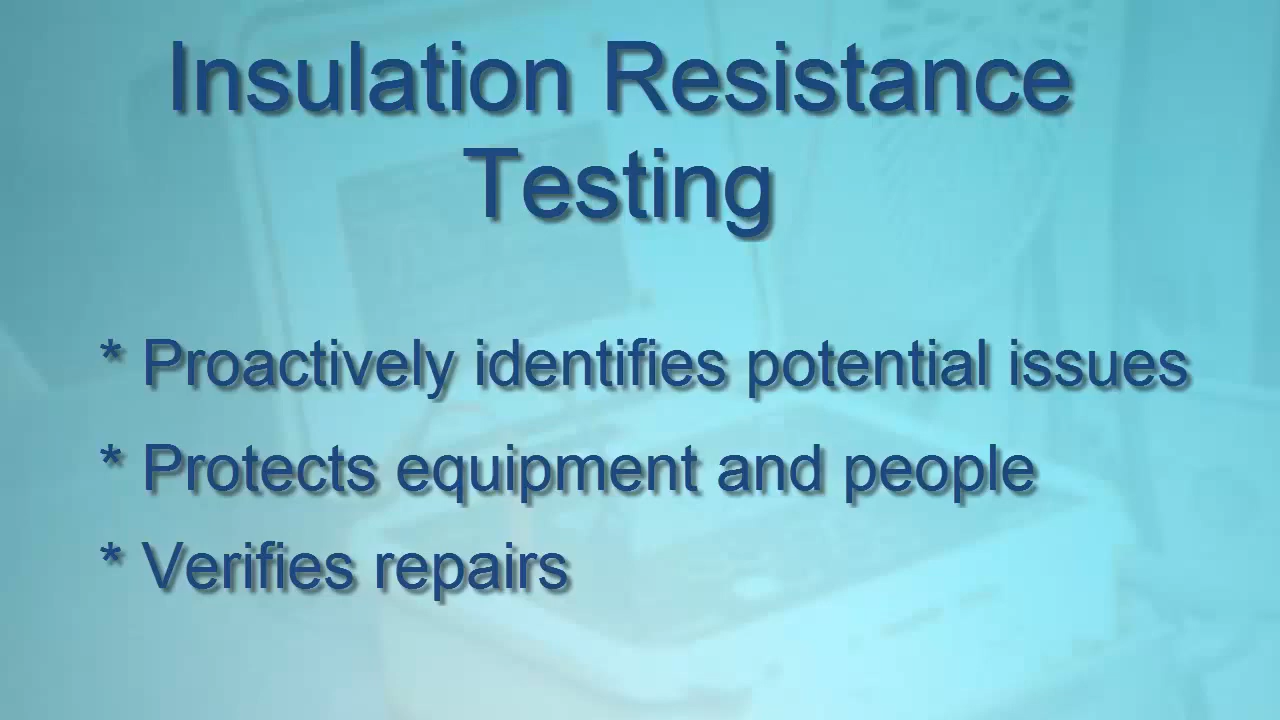 Insulation Resistance
Testing
* Proactively identifies potential issues
* Protects equipment and people
* Verifies repairs